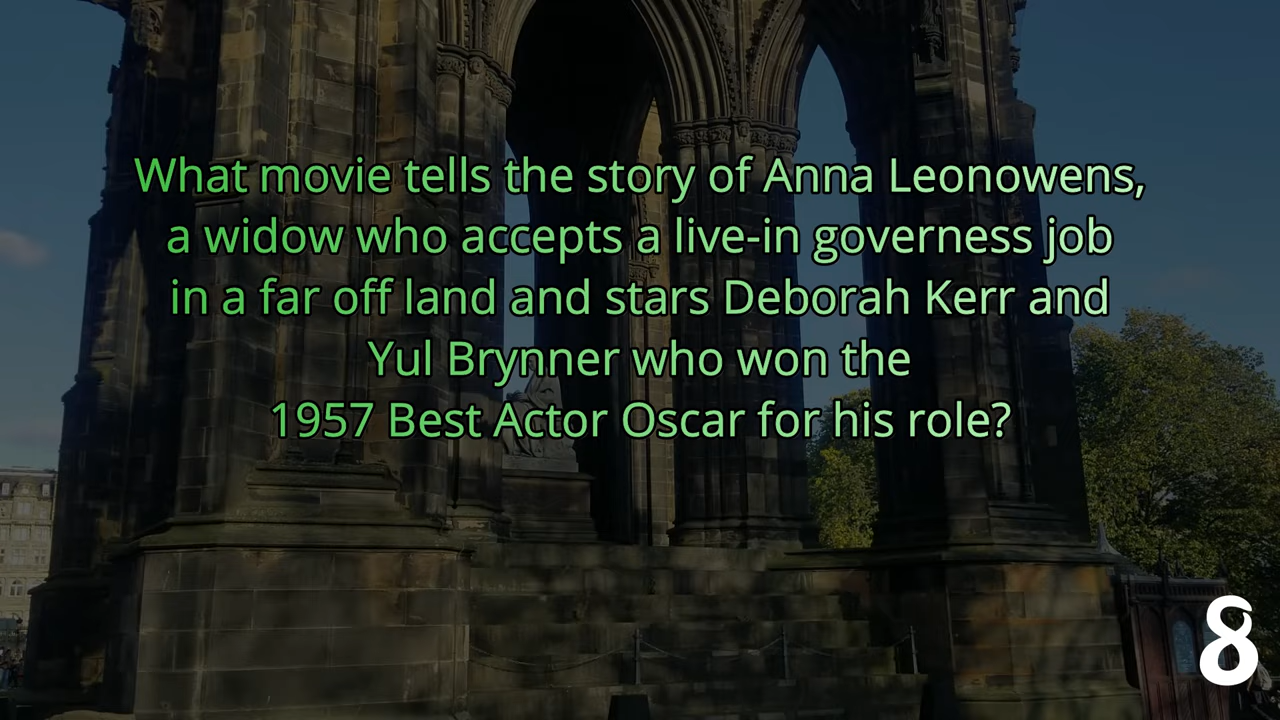 What movie tells the story of Anna Leonowens,
a widow who accepts a live-in governess job
in a far off land and stars Deborah Kerr and
Yul Brynner who won the
1957 Best Actor Oscar for his role?
8